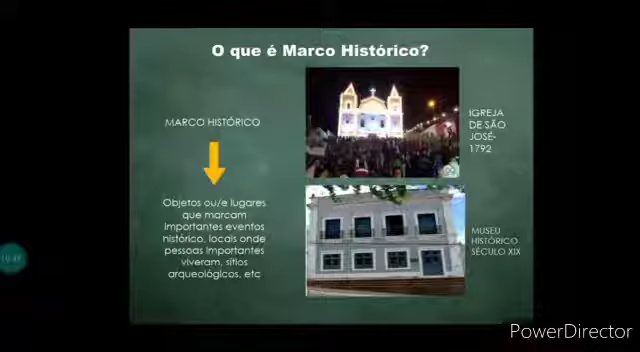 O que é Marco Histórico?
MARCO HISTÓRICO
Objetos ou/e lugares
que marcam
importantes eventos
histórico, locais onde
pessoas importantes
viveram, sítios
arqueológicos, etc
IGREJA
DE SÃO
JOSÉ-
1792
MUSEU
HISTÓRICO
SÉCULO XIX
PowerDirector